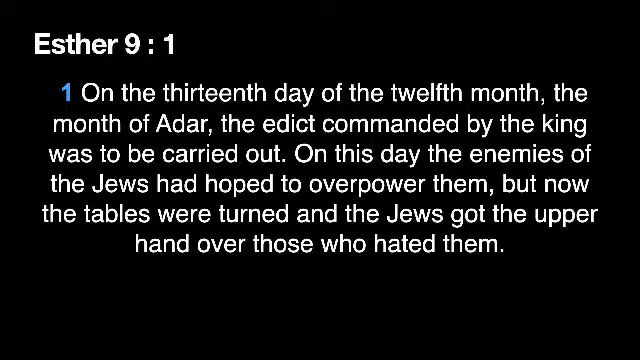 Esther 9 : 1
1 On the thirteenth day of the twelfth month, the
month of Adar, the edict commanded by the king
was to be carried out. On this day the enemies of
the Jews had hoped to overpower them, but now
the tables were turned and the Jews got the upper
hand over those who hated them.